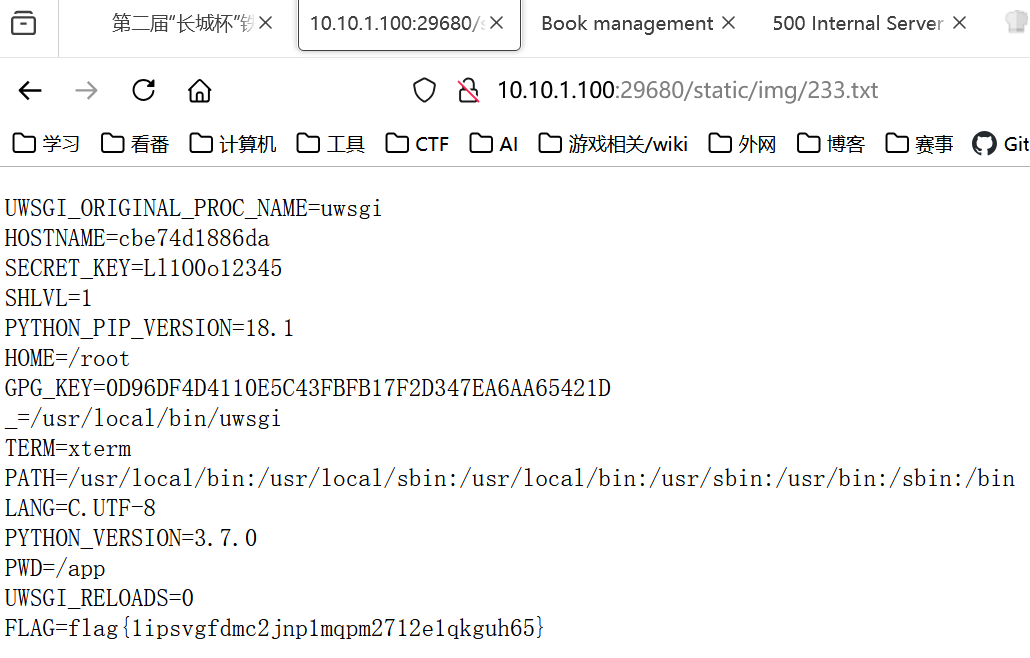 第二届“长城杯”铁
10.10.1.100:29680/s
Book management
500 Internal Server
10.10.1.100:29680/static/img/233.txt
学习 看番 计算机 工具 CTF AI 游戏相关/wiki 外网 博客 赛事 Git
UWSGI_ORIGINAL_PROC_NAME=uwsgi
HOSTNAME=cbe74d1886da
SECRET_KEY=Ll1O0o12345
SHLVL=1
PYTHON_PIP_VERSION=18.1
HOME=/root
GPG_KEY=0D96DF4D4110E5C43FBFB17F2D347EA6AA65421D
_=/usr/local/bin/uwsgi
TERM=xterm
PATH=/usr/local/bin:/usr/local/sbin:/usr/local/bin:/usr/sbin:/usr/bin:/sbin:/bin
LANG=C.UTF-8
PYTHON_VERSION=3.7.0
PWD=/app
UWSGI_RELOADS=0
FLAG=flag{1ipsvgfdmc2jnp1mqpm2712e1qkguh65}